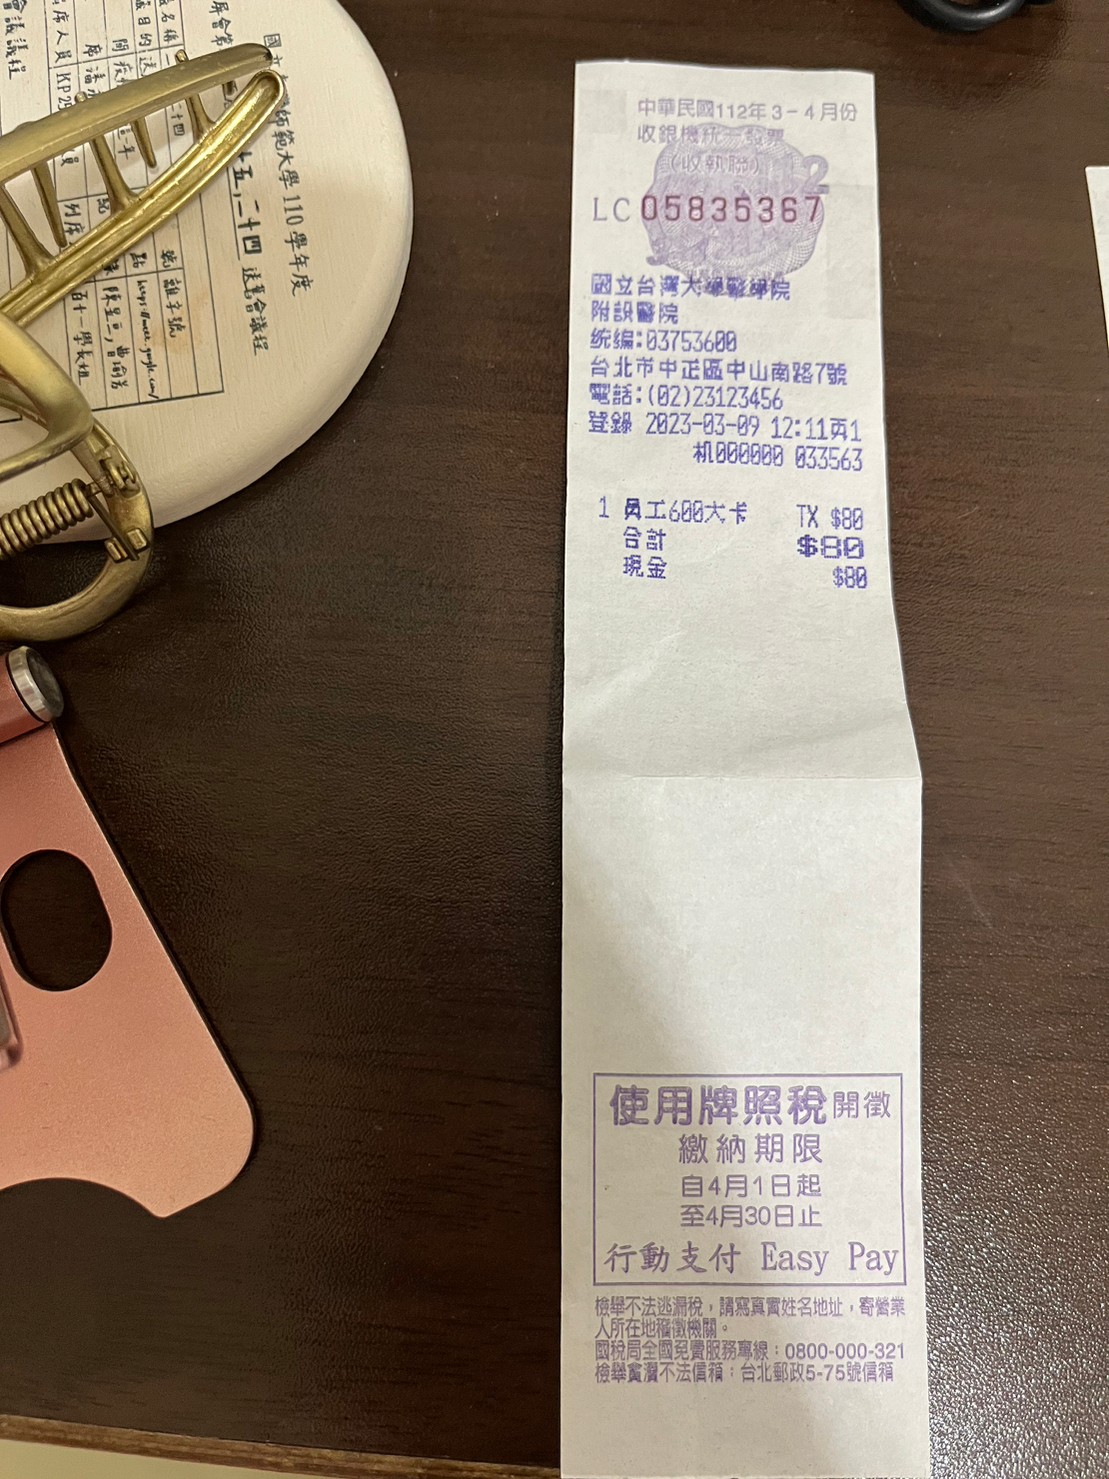 中華民國112年3-4月份
收銀機統一發票
(收執聯)
LC 05835367
國立台灣大學醫學院
附設醫院
統編:03753600
台北市中正區中山南路7號
電話:(02)23123456
登錄 2023-03-09 12:11頁1
机000000 033563
1 員工600大卡 TX $80
合計 $80
現金 $80
使用牌照稅開徵
繳納期限
自4月1日起
至4月30日止
行動支付 Easy Pay
檢舉不法逃漏稅，請寫真實姓名地址，寄營業
人所在地稽徵機關。
國稅局全國免費服務專線：0800-000-321
檢舉貪瀆不法信箱：台北郵政5-75號信箱
師範大學 110 學年度
十五,二十四 送舊會議程